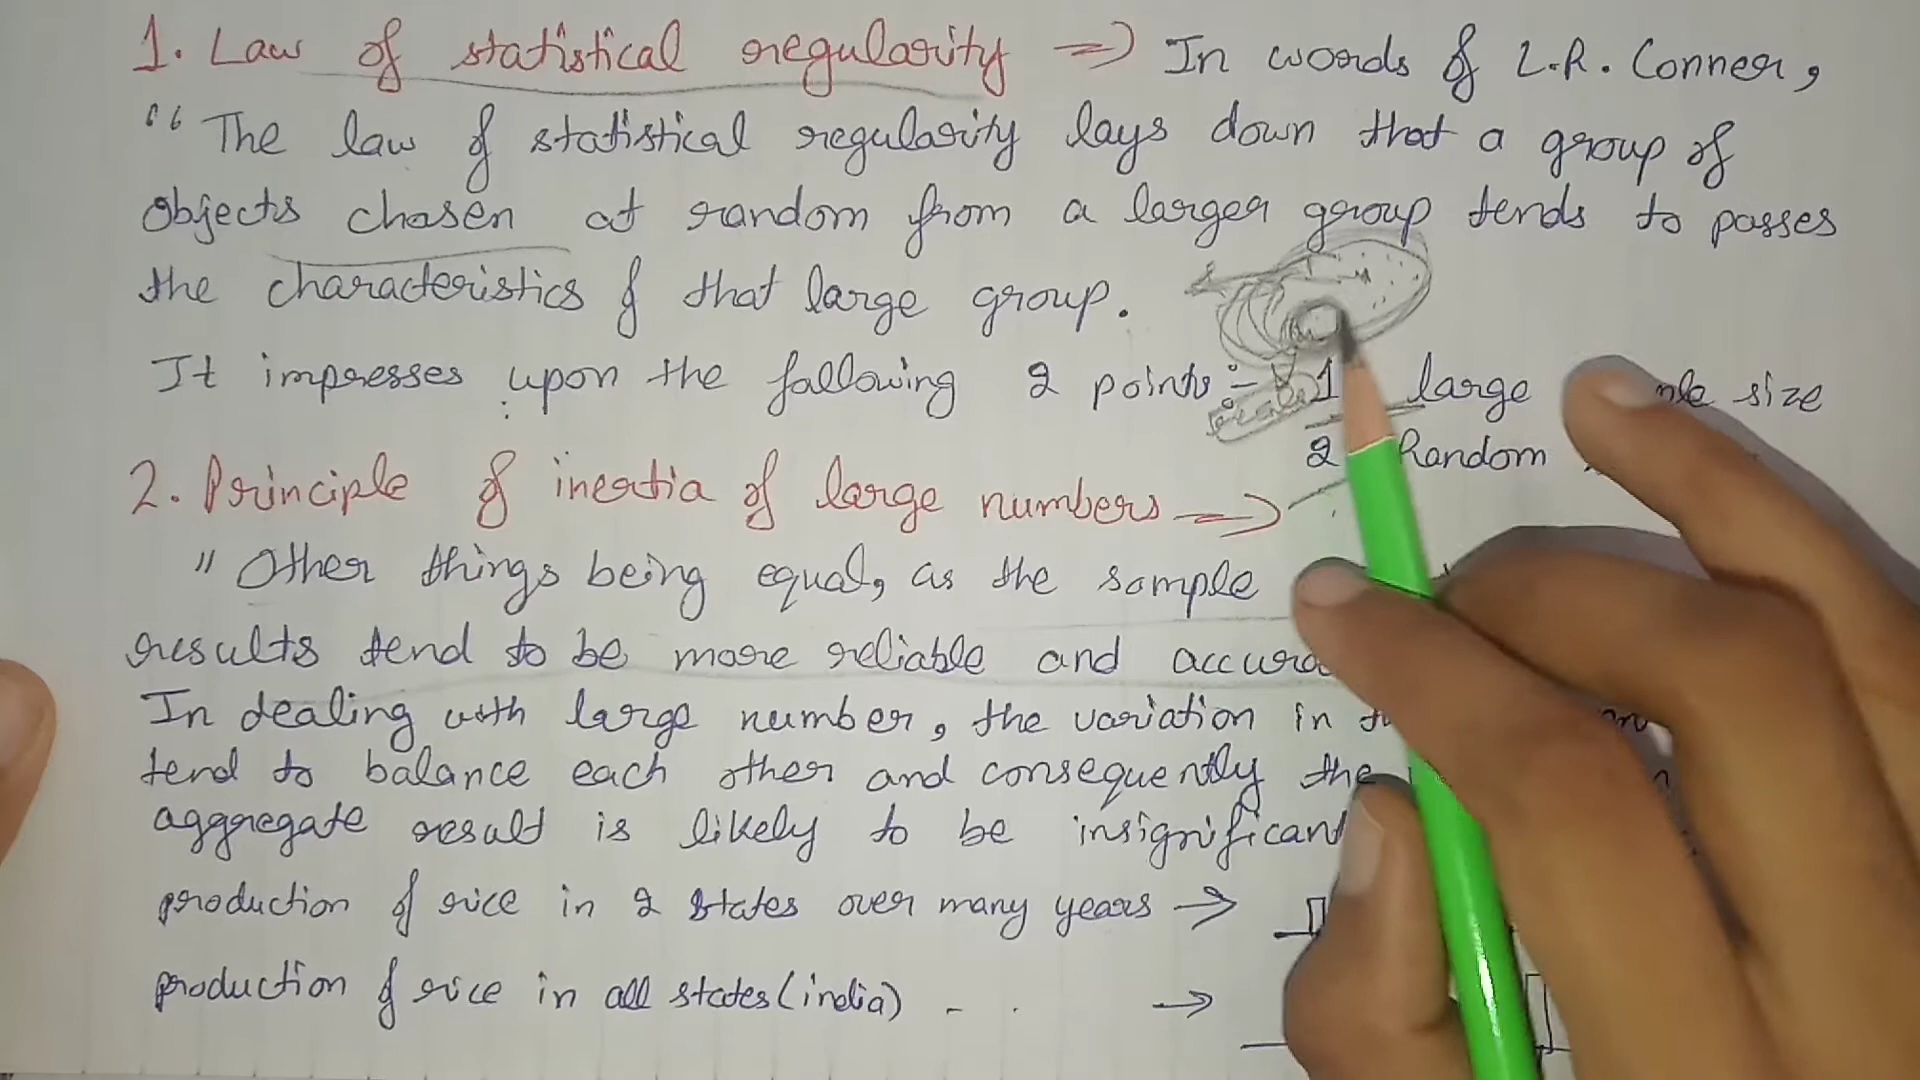 1. Law of statistical regularity => In words of L.R. Conner,
"The law of statistical regularity lays down that a group of
objects chosen at random from a larger group tends to posses
the characteristics of that large group.
It impresses upon the following 2 points:- 1 large size
2 Random
2. Principle of inertia of large numbers =>
" Other things being equal, as the sample
results tend to be more reliable and
In dealing with large number, the variation in
tend to balance each other and consequently the
aggregate result is likely to be insignificant
production of rice in 2 states over many years →
production of rice in all states (india) - . →